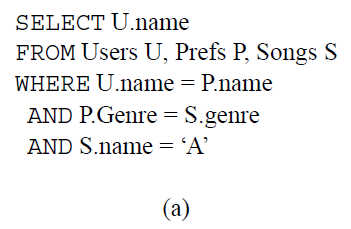 SELECT U.name
FROM Users U, Prefs P, Songs S
WHERE U.name = P.name
AND P.Genre = S.genre
AND S.name = ‘A’
(a)